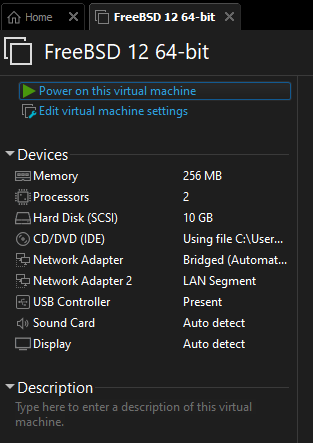 Home
FreeBSD 12 64-bit
FreeBSD 12 64-bit
Power on this virtual machine
Edit virtual machine settings
Devices
Memory 256 MB
Processors 2
Hard Disk (SCSI) 10 GB
CD/DVD (IDE) Using file C:\User...
Network Adapter Bridged (Automat...
Network Adapter 2 LAN Segment
USB Controller Present
Sound Card Auto detect
Display Auto detect
Description
Type here to enter a description of this virtual
machine.